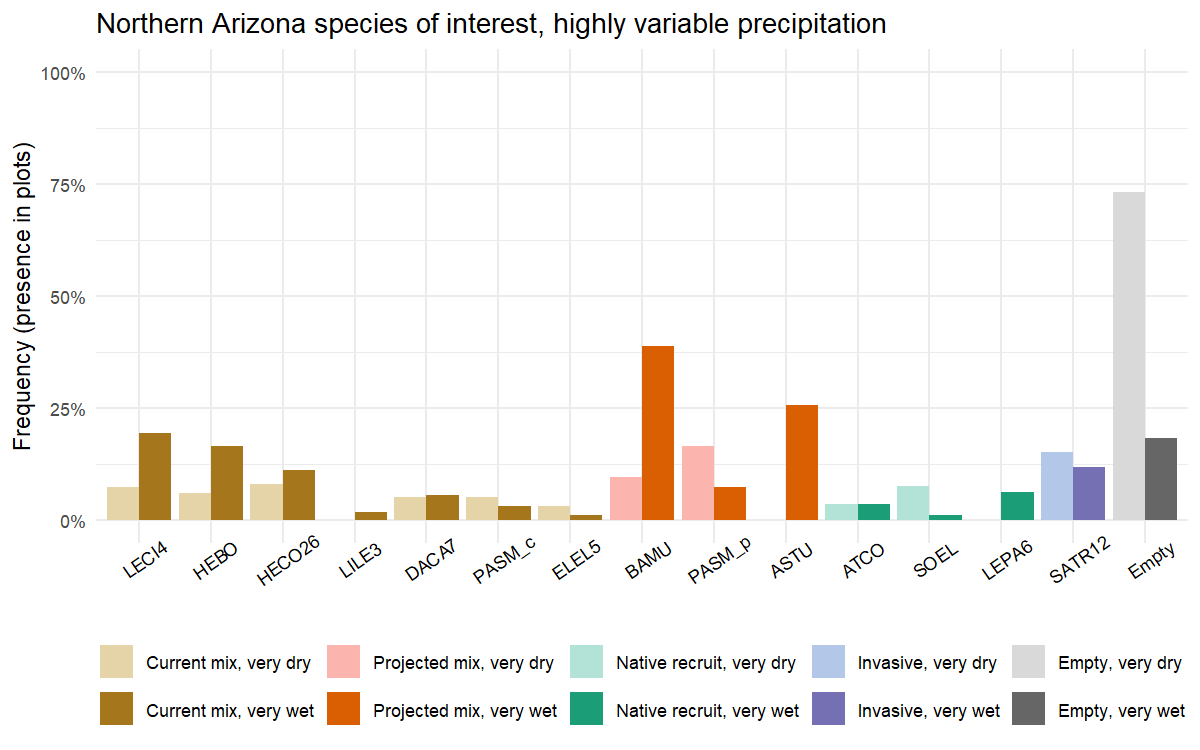 Northern Arizona species of interest, highly variable precipitation
Frequency (presence in plots)
100%
75%
50%
25%
0%
LECI4
HEBO
HECO26
LILE3
DACA7
PASM_c
ELEL5
BAMU
PASM_p
ASTU
ATCO
SOEL
LEPA6
SATR12
Empty
Current mix, very dry
Projected mix, very dry
Native recruit, very dry
Invasive, very dry
Empty, very dry
Current mix, very wet
Projected mix, very wet
Native recruit, very wet
Invasive, very wet
Empty, very wet